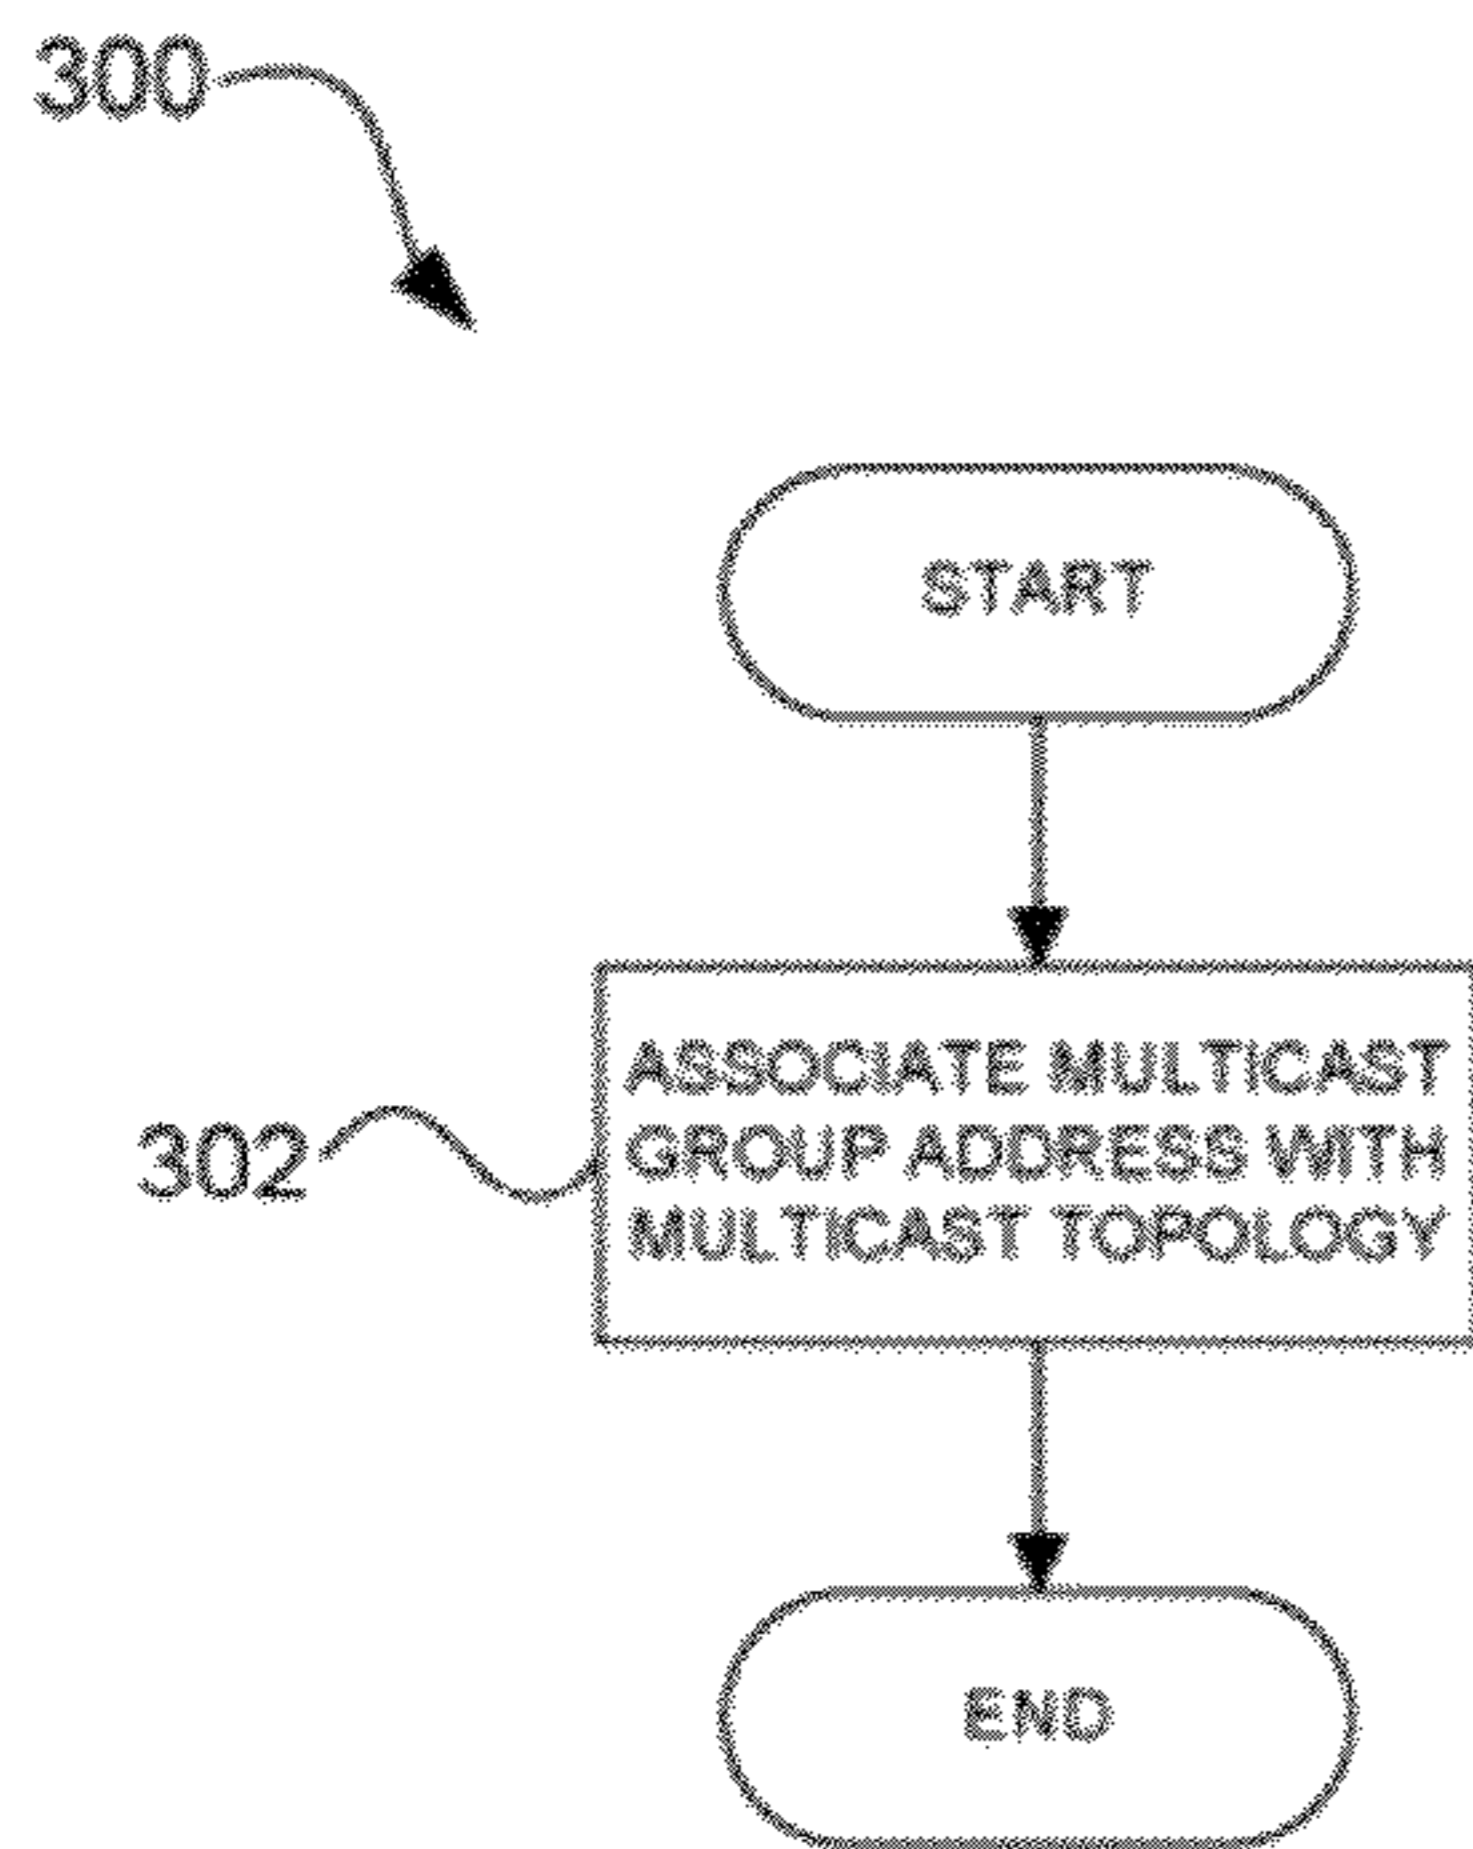 300
START
302
ASSOCIATE MULTICAST
GROUP ADDRESS WITH
MULTICAST TOPOLOGY
END